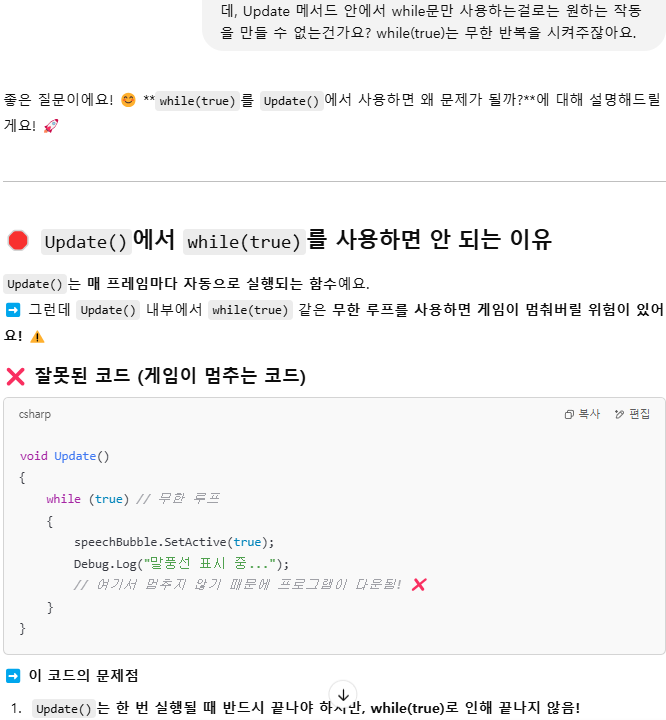 데, Update 메서드 안에서 while문만 사용하는걸로는 원하는 작동
을 만들 수 없는건가요? while(true)는 무한 반복을 시켜주잖아요.
좋은 질문이에요! 😊 **while(true)를 Update()에서 사용하면 왜 문제가 될까?**에 대해 설명해드릴
게요! 🚀
🛑 Update()에서 while(true)를 사용하면 안 되는 이유
Update()는 매 프레임마다 자동으로 실행되는 함수예요.
➡️ 그런데 Update() 내부에서 while(true) 같은 무한 루프를 사용하면 게임이 멈춰버릴 위험이 있어
요! ⚠️
❌ 잘못된 코드 (게임이 멈추는 코드)
csharp 복사 편집
void Update()
{
while (true) // 무한 루프
{
speechBubble.SetActive(true);
Debug.Log("말풍선 표시 중...");
// 여기서 멈추지 않기 때문에 프로그램이 다운됨! ❌
}
}
➡️ 이 코드의 문제점
1. Update()는 한 번 실행될 때 반드시 끝나야 하지만, while(true)로 인해 끝나지 않음!